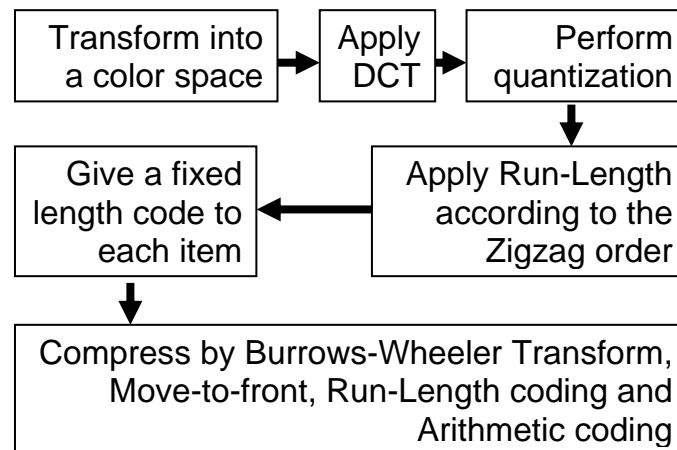 Transform into
a color space
Apply
DCT
Perform
quantization
Give a fixed
length code to
each item
Apply Run-Length
according to the
Zigzag order
Compress by Burrows-Wheeler Transform,
Move-to-front, Run-Length coding and
Arithmetic coding